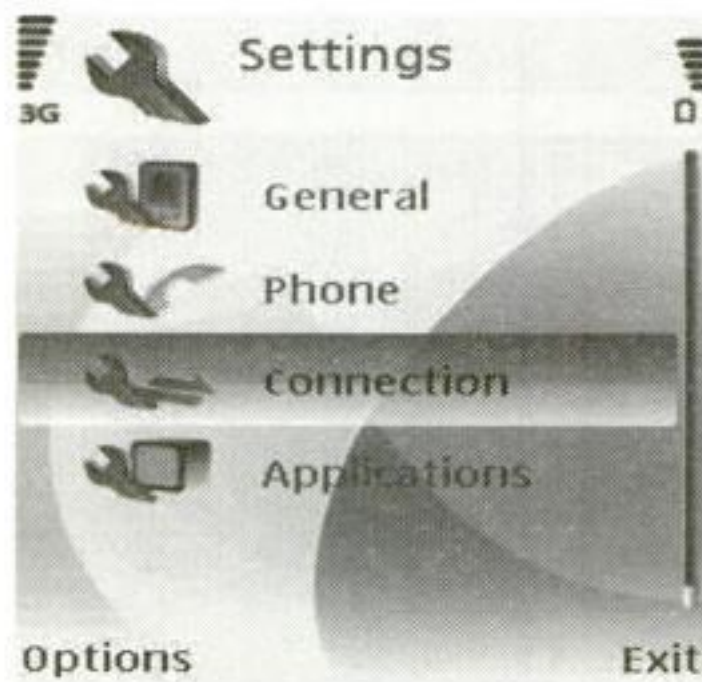 Settings
3G
General
Phone
Connection
Applications
Options
Exit